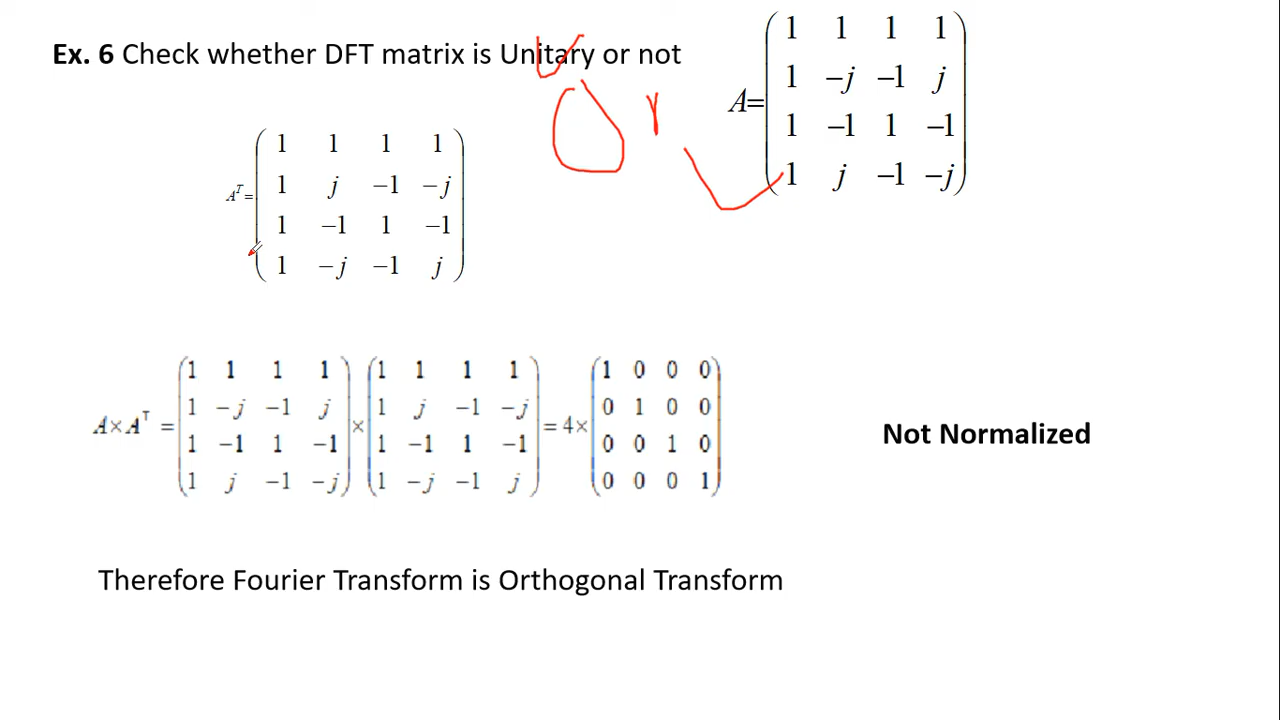 Ex. 6 Check whether DFT matrix is Unitary or not
A=
1 1 1 1
1 −j −1 j
1 −1 1 −1
1 j −1 −j
Aᵀ=
1 1 1 1
1 j −1 −j
1 −1 1 −1
1 −j −1 j
A×Aᵀ = (1 1 1 1) × (1 1 1 1) = 4× (1 0 0 0)
(1 −j −1 j) (1 j −1 −j) (0 1 0 0)
(1 −1 1 −1) (1 −1 1 −1) (0 0 1 0)
(1 j −1 −j) (1 −j −1 j) (0 0 0 1)
Not Normalized
Therefore Fourier Transform is Orthogonal Transform